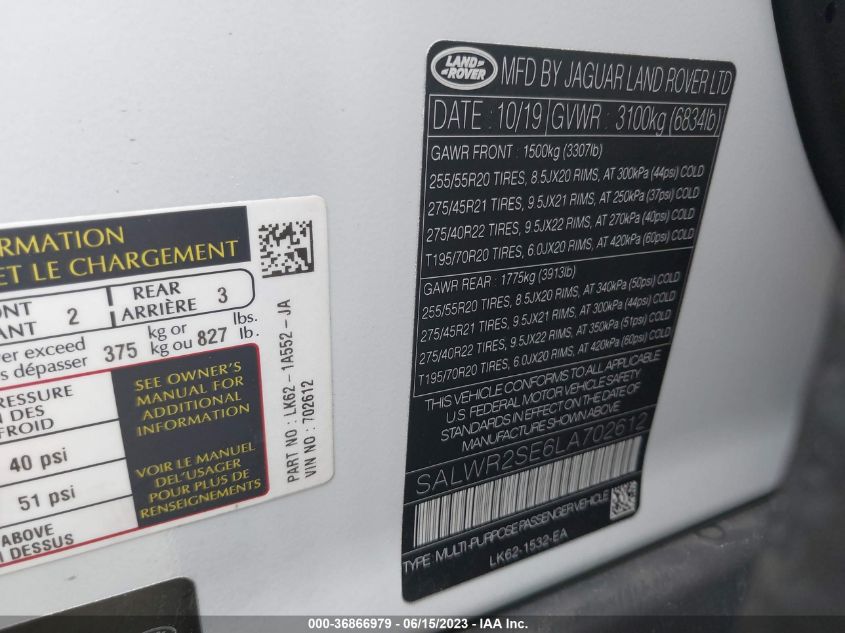 RMATION
ET LE CHARGEMENT
2
REAR
ARRIÈRE 3
exceed
dépasser 375 kg or
kg ou 827 lbs.
lb.
DES
FROID
40 psi
51 psi
ABOVE
DESSUS
SEE OWNER'S
MANUAL FOR
ADDITIONAL
INFORMATION
VOIR LE MANUEL
DEL'USAGER
POUR PLUS DE
RENSEIGNEMENTS
PART NO : LK62 - 1A552 - JA
VIN NO : 702612
LAND
ROVER
MFD BY JAGUAR LAND ROVER LTD
DATE : 10/19 GVWR : 3100kg (6834lb)
GAWR FRONT : 1500kg (3307lb)
255/55R20 TIRES, 8.5JX20 RIMS, AT 300kPa (44psi) COLD
275/45R21 TIRES, 9.5JX21 RIMS, AT 250kPa (37psi) COLD
275/40R22 TIRES, 9.5JX22 RIMS, AT 270kPa (40psi) COLD
T195/70R20 TIRES, 6.0JX20 RIMS, AT 420kPa (60psi) COLD
GAWR REAR : 1775kg (3913lb)
255/55R20 TIRES, 8.5JX20 RIMS, AT 340kPa (50psi) COLD
275/45R21 TIRES, 9.5JX21 RIMS, AT 300kPa (44psi) COLD
275/40R22 TIRES, 9.5JX22 RIMS, AT 350kPa (51psi) COLD
T195/70R20 TIRES, 6.0JX20 RIMS, AT 420kPa (60psi) COLD
THIS VEHICLE CONFORMS TO ALL APPLICABLE
U.S. FEDERAL MOTOR VEHICLE SAFETY
STANDARDS IN EFFECT ON THE DATE OF
MANUFACTURE SHOWN ABOVE
SALWR2SE6LA702612
TYPE : MULTI-PURPOSE PASSENGER VEHICLE
LK62-1532-EA
000-36866979 - 06/15/2023 - © IAA Inc.